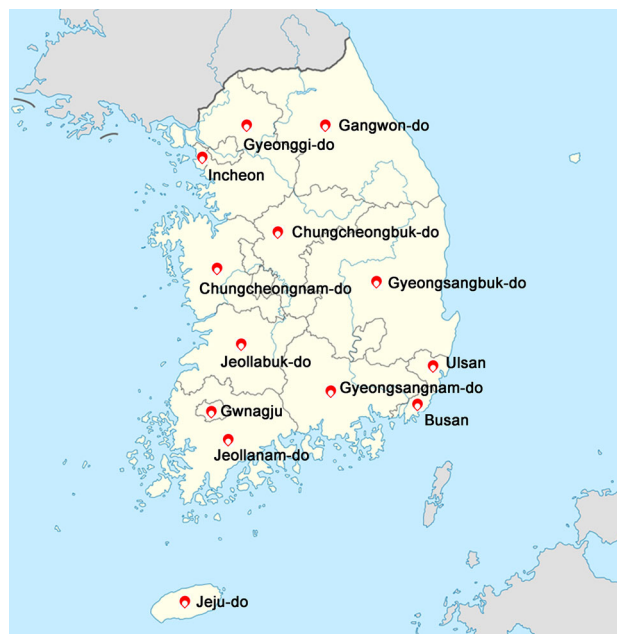 Gangwon-do
Gyeonggi-do
Incheon
Chungcheongbuk-do
Gyeongsangbuk-do
Chungcheongnam-do
Jeollabuk-do
Ulsan
Gyeongsangnam-do
Gwnagju
Busan
Jeollanam-do
Jeju-do